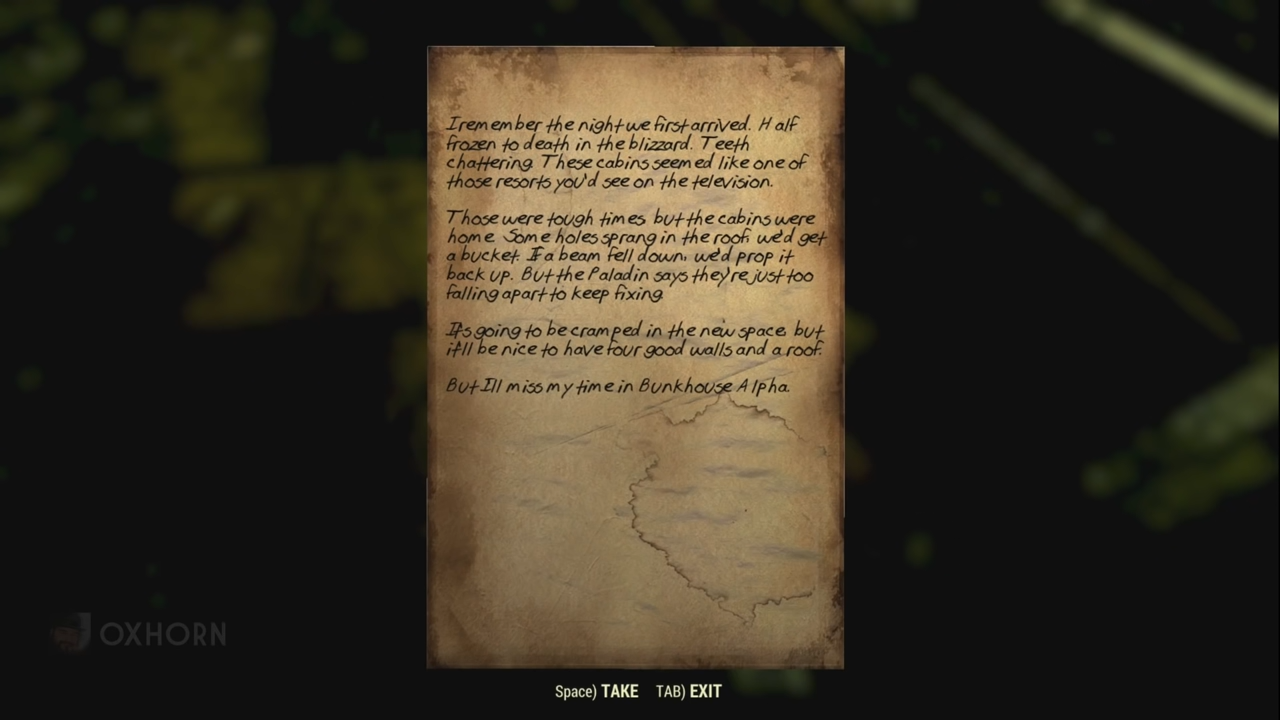 I remember the night we first arrived. Half
frozen to death in the blizzard. Teeth
chattering. These cabins seemed like one of
those resorts you'd see on the television.
Those were tough times, but the cabins were
home. Some holes sprang in the roof, we'd get
a bucket. If a beam fell down, we'd prop it
back up. But the Paladin says they're just too
falling apart to keep fixing.
It's going to be cramped in the new space, but
it'll be nice to have four good walls and a roof.
But I'll miss my time in Bunkhouse Alpha.
OXHORN
Space) TAKE TAB) EXIT